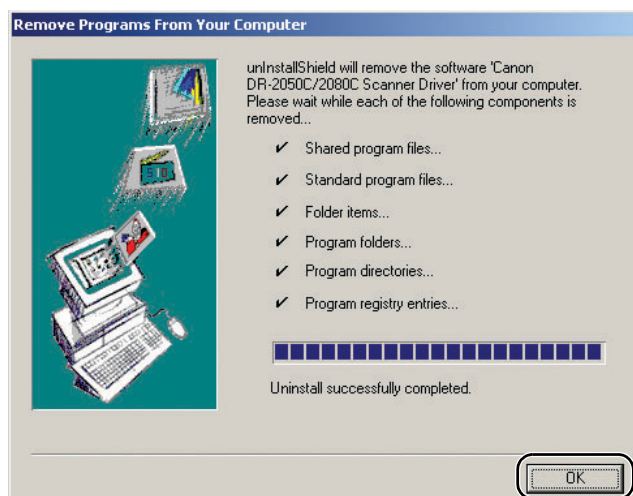 Remove Programs From Your Computer
unInstallShield will remove the software 'Canon
DR-2050C/2080C Scanner Driver' from your computer.
Please wait while each of the following components is
removed...
✔ Shared program files...
✔ Standard program files...
✔ Folder items...
✔ Program folders...
✔ Program directories...
✔ Program registry entries...
Uninstall successfully completed.
OK